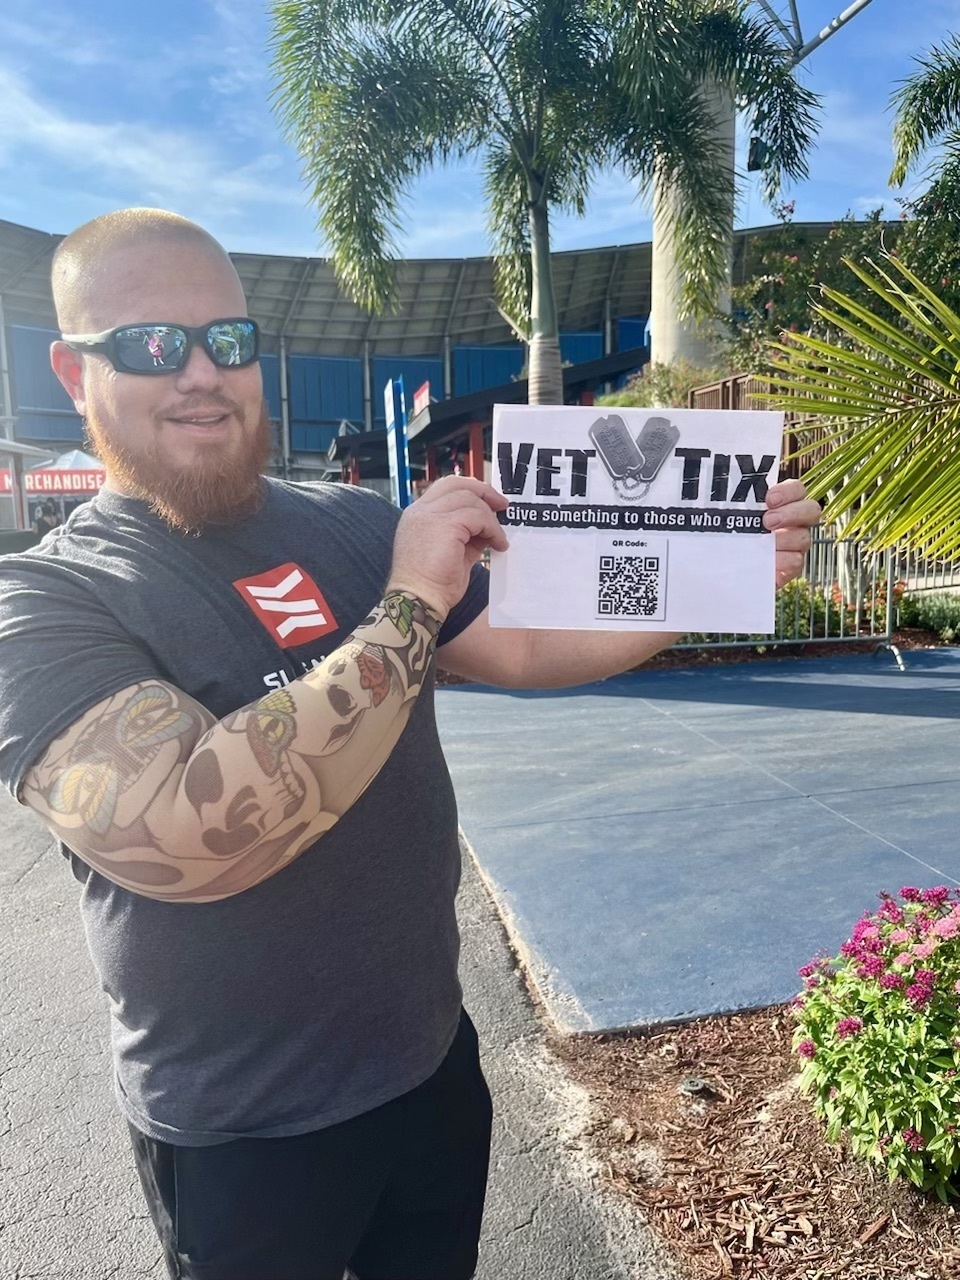 MERCHANDISE
VET TIX
Give something to those who gave
QR Code: